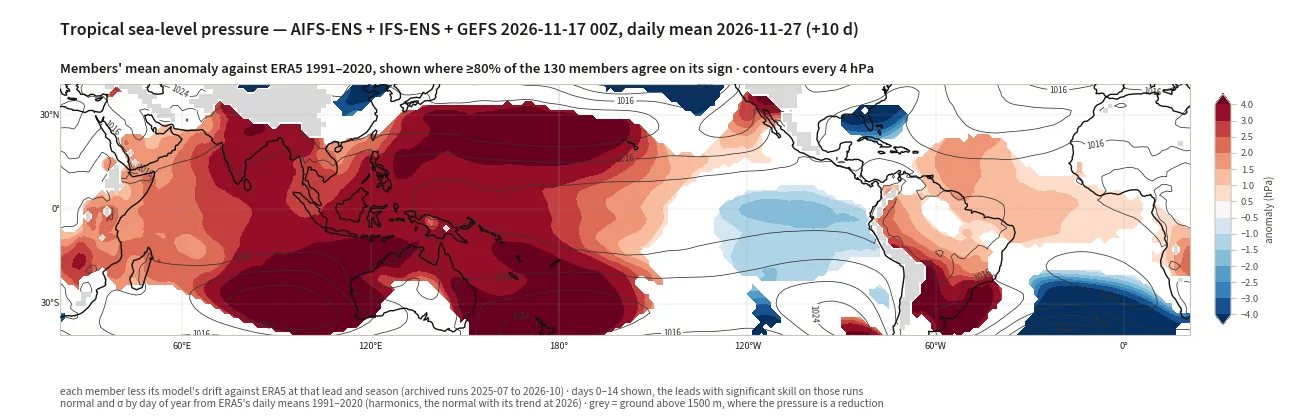 Tropical sea-level pressure — AIFS-ENS + IFS-ENS + GEFS 2026-11-17 00Z, daily mean 2026-11-27 (+10 d)
Members' mean anomaly against ERA5 1991–2020, shown where ≥80% of the 130 members agree on its sign · contours every 4 hPa
1024
1016
1016
1016
1016
1016
1016
1016
1016
1016
1024
1024
1016
1016
30°N
0°
30°S
60°E
120°E
180°
120°W
60°W
0°
4.0
3.0
2.5
2.0
1.5
1.0
0.5
−0.5
−1.0
−1.5
−2.0
−2.5
−3.0
−4.0
anomaly (hPa)
each member less its model's drift against ERA5 at that lead and season (archived runs 2025-07 to 2026-10) · days 0–14 shown, the leads with significant skill on those runs
normal and σ by day of year from ERA5's daily means 1991–2020 (harmonics, the normal with its trend at 2026) · grey = ground above 1500 m, where the pressure is a reduction